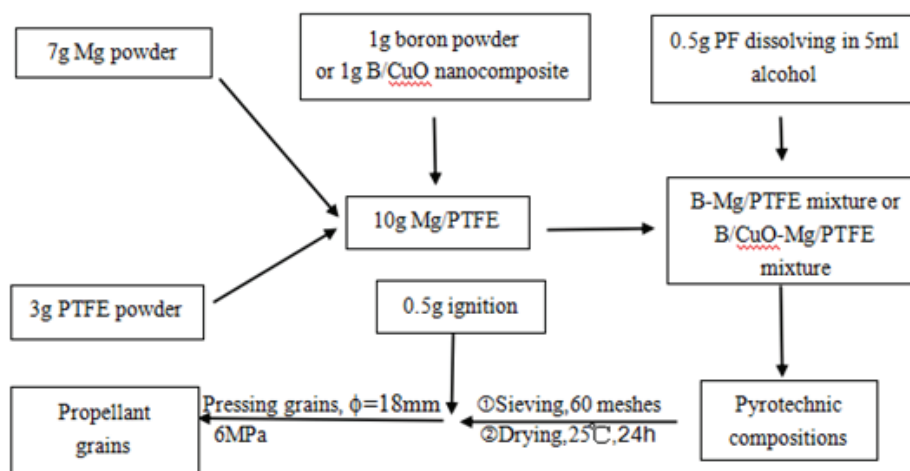 7g Mg powder
1g boron powder
or 1g B/CuO nanocomposite
0.5g PF dissolving in 5ml
alcohol
10g Mg/PTFE
B-Mg/PTFE mixture or
B/CuO-Mg/PTFE
mixture
3g PTFE powder
0.5g ignition
Propellant
grains
Pressing grains, ϕ=18mm
6MPa
①Sieving,60 meshes
②Drying,25℃,24h
Pyrotechnic
compositions